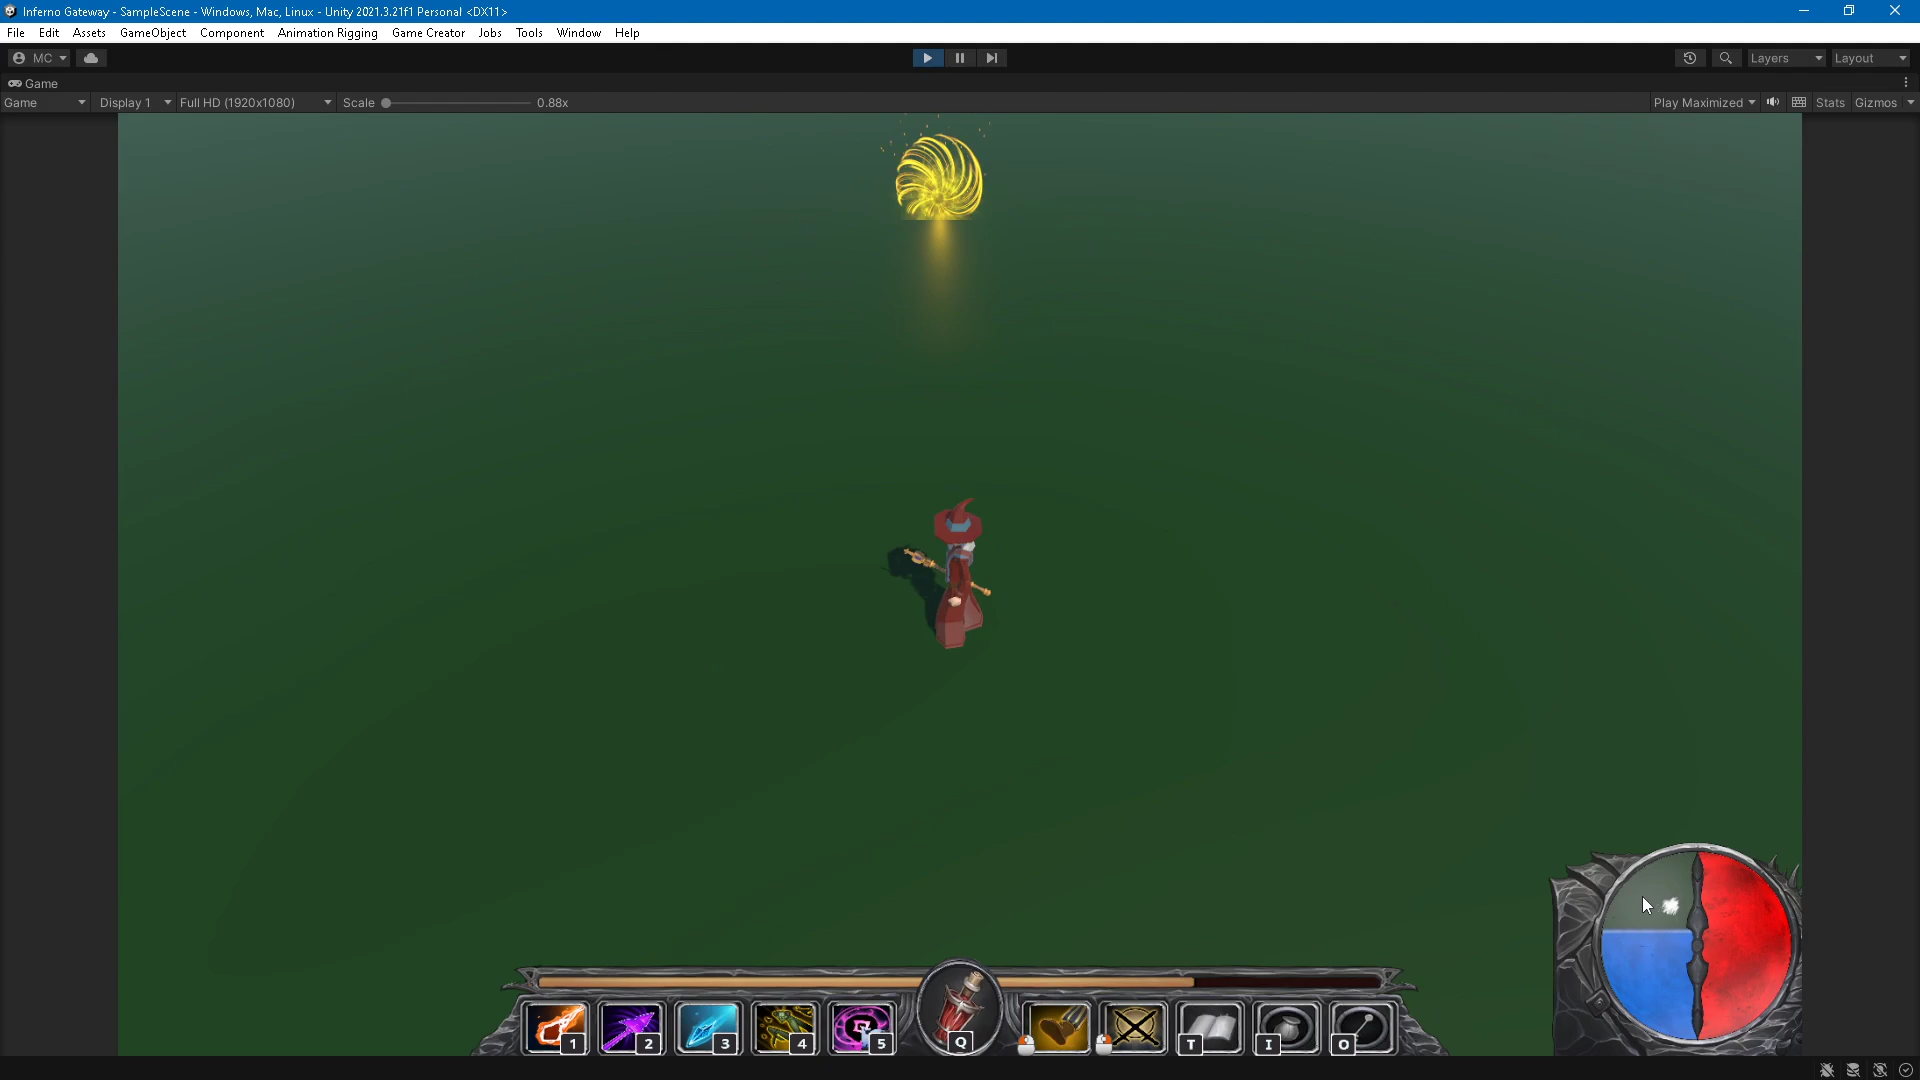 Inferno Gateway - SampleScene - Windows, Mac, Linux - Unity 2021.3.21f1 Personal <DX11>
File Edit Assets GameObject Component Animation Rigging Game Creator Jobs Tools Window Help
MC Layers Layout
Game
Game Display 1 Full HD (1920x1080) Scale 0.88x Play Maximized Stats Gizmos
1 2 3 4 5 Q T I O